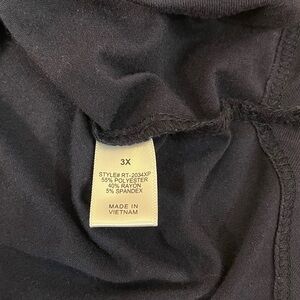 3X
STYLE# RT-2034XP
55% POLYESTER
40% RAYON
5% SPANDEX
MADE IN
VIETNAM